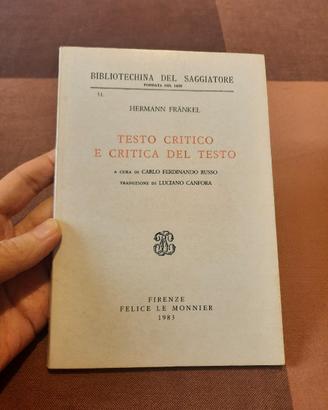 BIBLIOTECHINA DEL SAGGIATORE
FONDATA NEL 1939
31.
HERMANN FRÄNKEL
TESTO CRITICO
E CRITICA DEL TESTO
A CURA DI CARLO FERDINANDO RUSSO
TRADUZIONE DI LUCIANO CANFORA
FIRENZE
FELICE LE MONNIER
1983